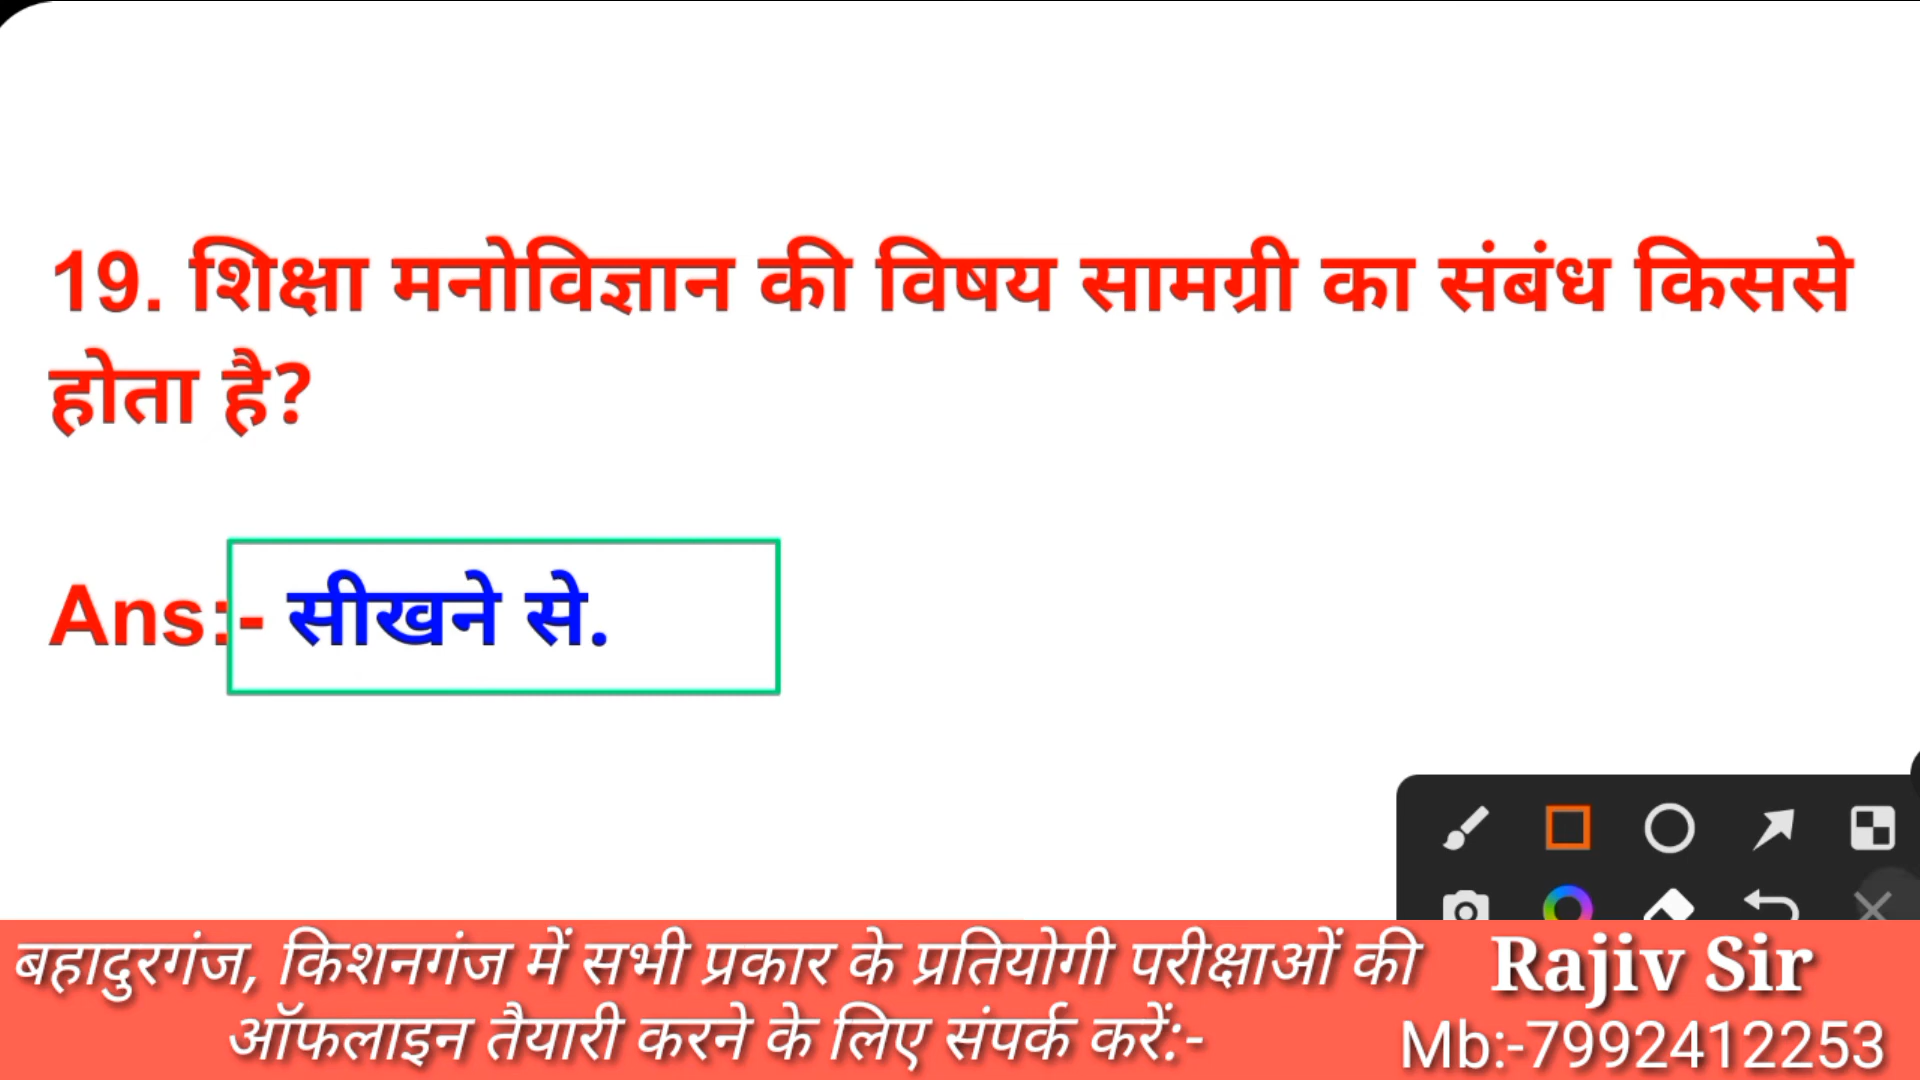 19. शिक्षा मनोविज्ञान की विषय सामग्री का संबंध किससे
होता है?
Ans:- सीखने से.
बहादुरगंज, किशनगंज में सभी प्रकार के प्रतियोगी परीक्षाओं की
ऑफलाइन तैयारी करने के लिए संपर्क करें:-
Rajiv Sir
Mb:-7992412253